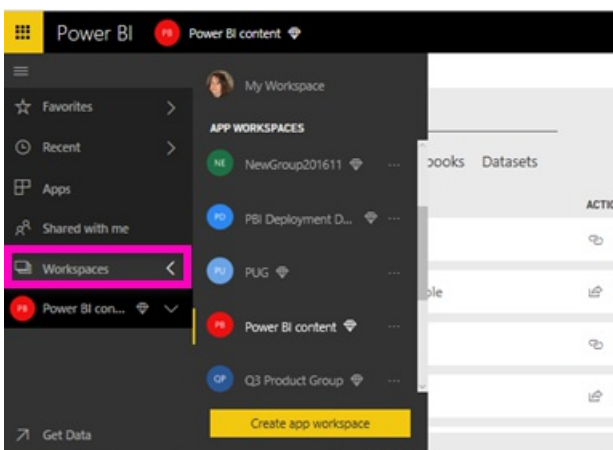 Power BI PB Power BI content
My Workspace
Favorites
APP WORKSPACES
Recent
NE NewGroup201611 ...
ooks Datasets
Apps
PD PBI Deployment D... ...
ACTIO
Shared with me
Workspaces
PU PUG ...
ple
PB Power BI con...
PB Power BI content ...
QP Q3 Product Group ...
Create app workspace
Get Data